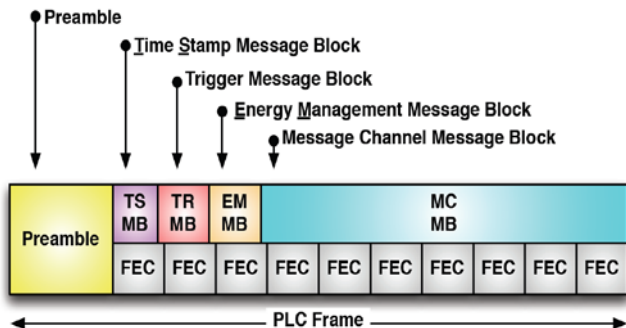 Preamble
Time Stamp Message Block
Trigger Message Block
Energy Management Message Block
Message Channel Message Block
Preamble
TS MB
TR MB
EM MB
MC MB
FEC FEC FEC FEC FEC FEC FEC FEC FEC FEC
PLC Frame